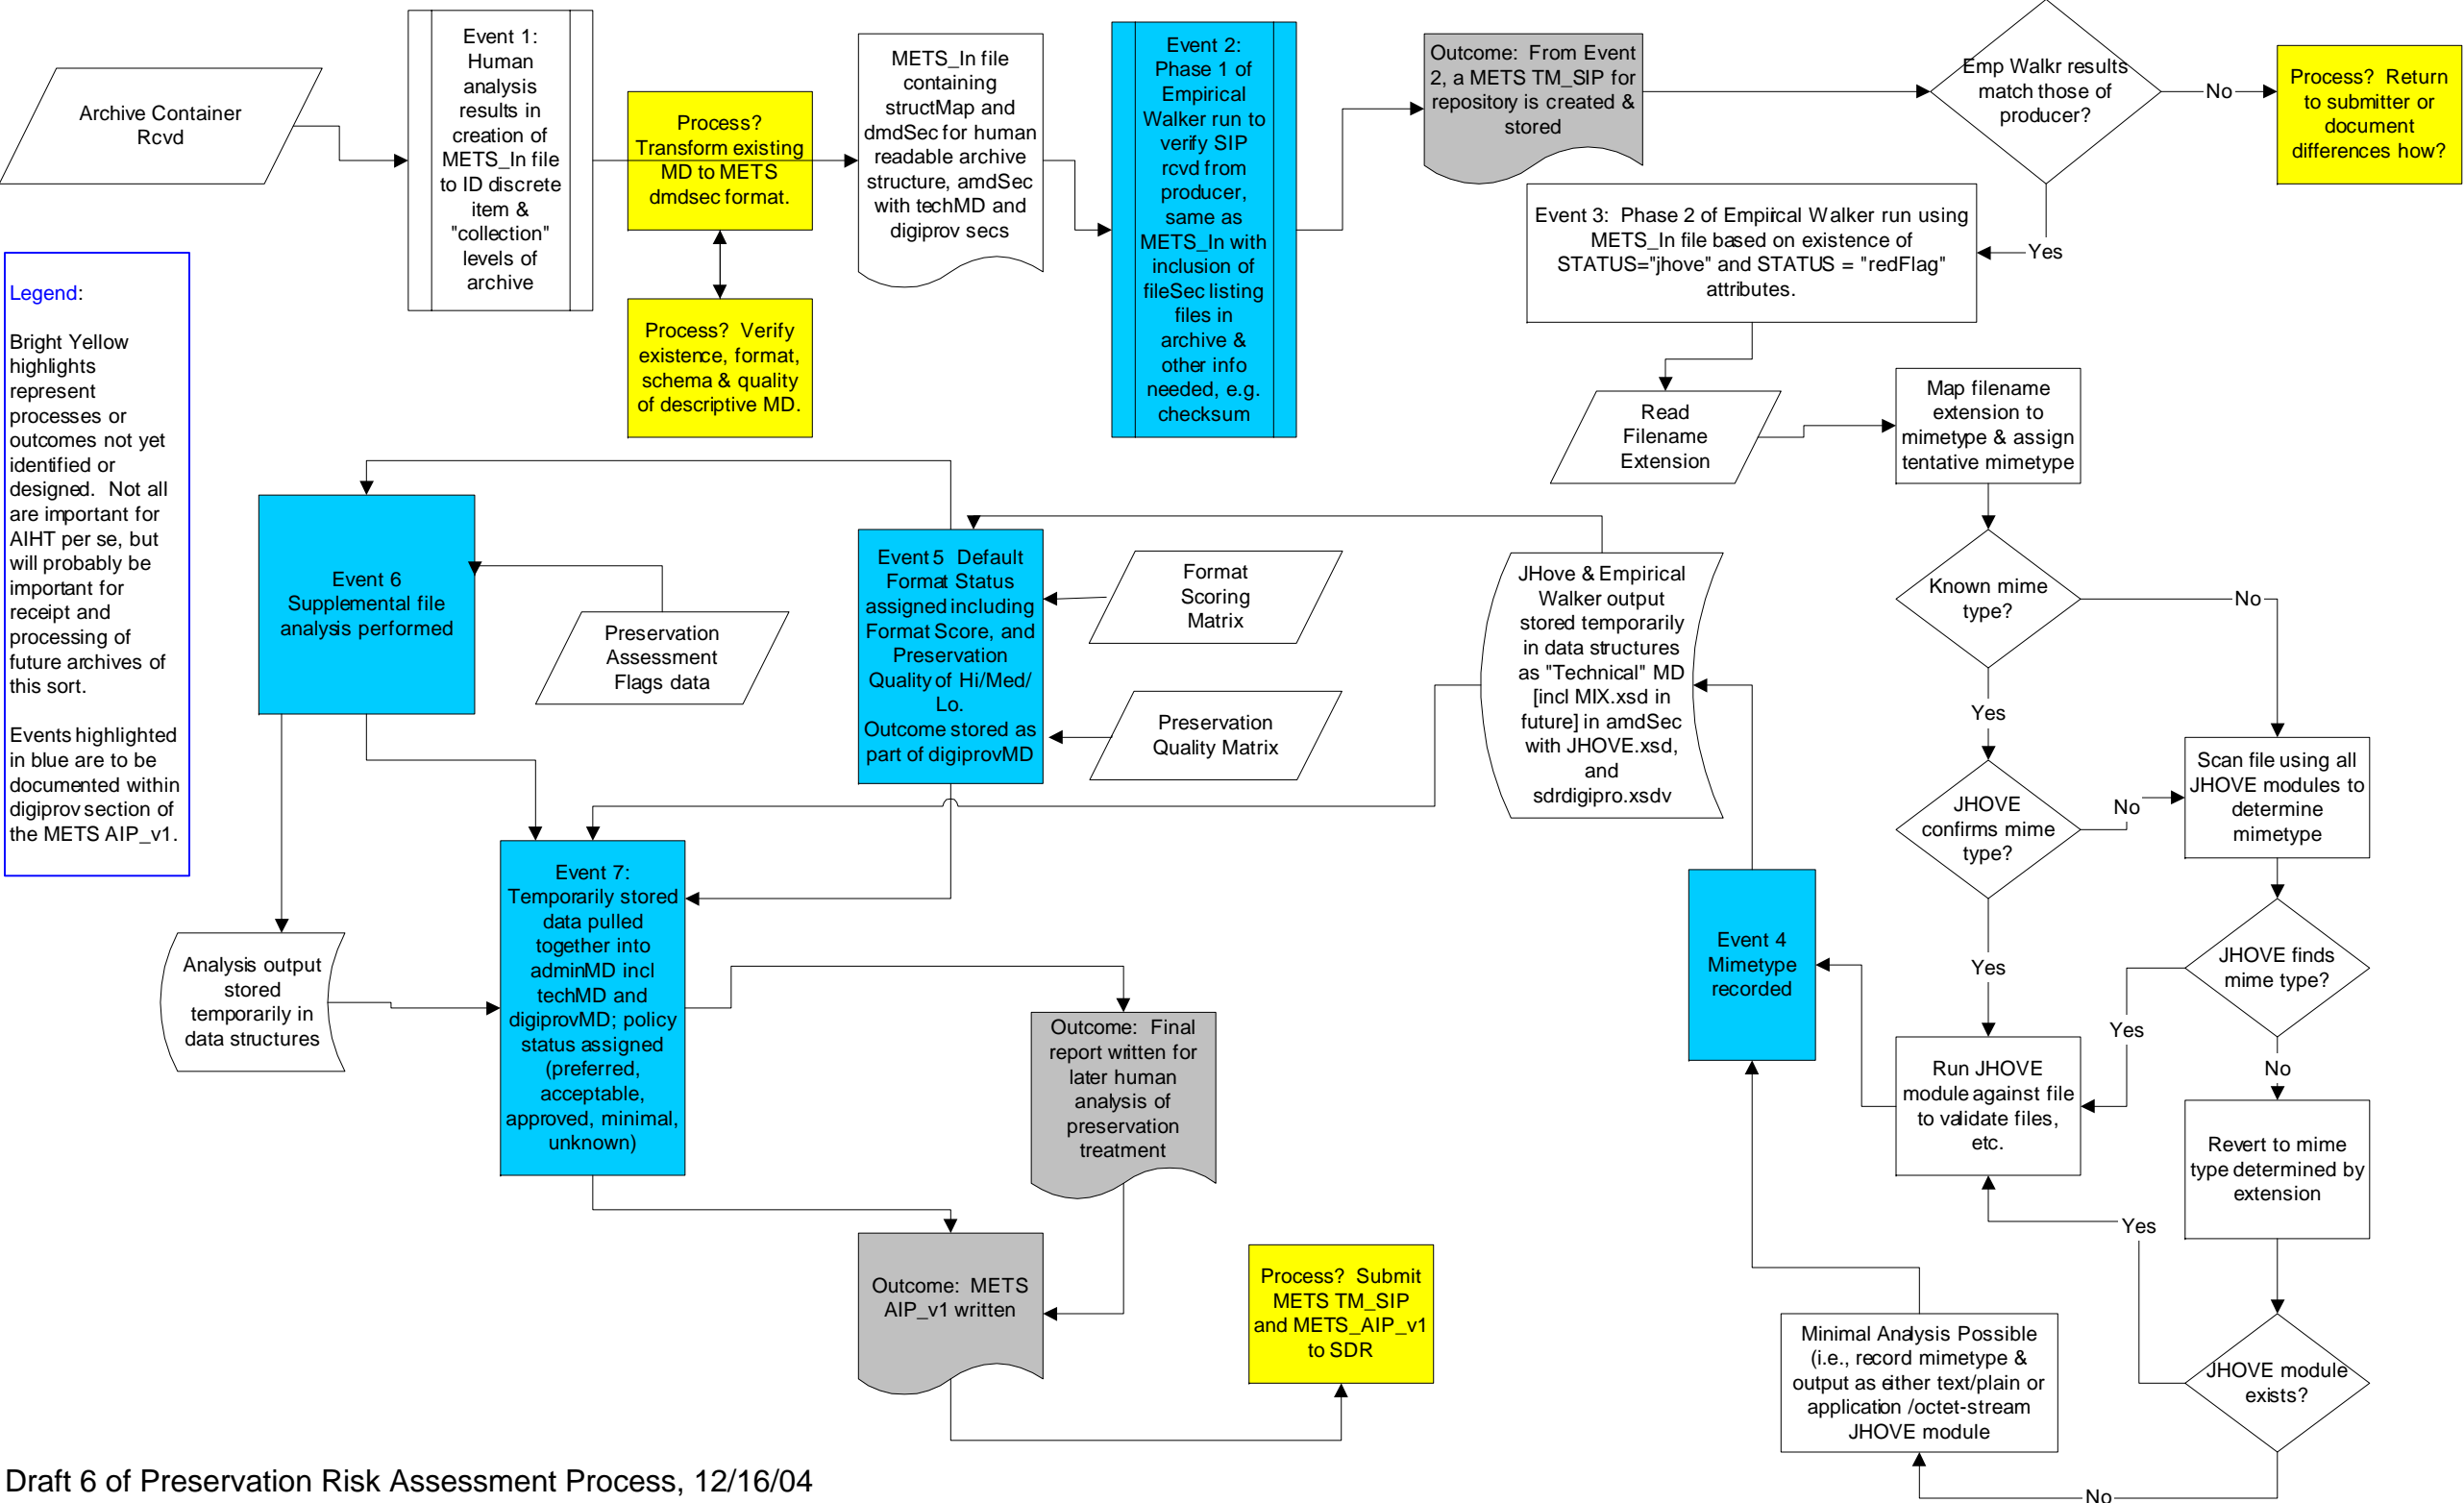 Archive Container
Rcvd
Event 1:
Human
analysis
results in
creation of
METS_In file
to ID discrete
item &
"collection"
levels of
archive
Process?
Transform existing
MD to METS
dmdsec format.
Process?  Verify
existence, format,
schema & quality
of descriptive MD.
METS_In file
containing
structMap and
dmdSec for human
readable archive
structure, amdSec
with techMD and
digiprov secs
Event 2:
Phase 1 of
Empirical
Walker run to
verify SIP
rcvd from
producer,
same as
METS_In with
inclusion of
fileSec listing
files in
archive &
other info
needed, e.g.
checksum
Outcome:  From Event
2, a METS TM_SIP for
repository is created &
stored
Emp Walkr results
match those of
producer?
No
Process?  Return
to submitter or
document
differences how?
Yes
Event 3:  Phase 2 of Empiircal Walker run using
METS_In file based on existence of
STATUS="jhove" and STATUS = "redFlag"
attributes.
Legend:
Bright Yellow
highlights
represent
processes or
outcomes not yet
identified or
designed.  Not all
are important for
AIHT per se, but
will probably be
important for
receipt and
processing of
future archives of
this sort.
Events highlighted
in blue are to be
documented within
digiprov section of
the METS AIP_v1.
Read
Filename
Extension
Map filename
extension to
mimetype & assign
tentative mimetype
Known mime
type?
No
Yes
JHOVE
confirms mime
type?
No
Yes
Scan file using all
JHOVE modules to
determine
mimetype
JHOVE finds
mime type?
Yes
No
Run JHOVE
module against file
to validate files,
etc.
Revert to mime
type determined by
extension
Yes
JHOVE module
exists?
No
Minimal Analysis Possible
(i.e., record mimetype &
output as either text/plain or
application /octet-stream
JHOVE module
Event 4
Mimetype
recorded
JHove & Empirical
Walker output
stored temporarily
in data structures
as "Technical" MD
[incl MIX.xsd in
future] in amdSec
with JHOVE.xsd,
and
sdrdigipro.xsdv
Format
Scoring
Matrix
Preservation
Quality Matrix
Event 5  Default
Format Status
assigned including
Format Score, and
Preservation
Quality of Hi/Med/
Lo.
Outcome stored as
part of digiprovMD
Event 6
Supplemental file
analysis performed
Preservation
Assessment
Flags data
Analysis output
stored
temporarily in
data structures
Event 7:
Temporarily stored
data pulled
together into
adminMD incl
techMD and
digiprovMD; policy
status assigned
(preferred,
acceptable,
approved, minimal,
unknown)
Outcome:  Final
report written for
later human
analysis of
preservation
treatment
Outcome:  METS
AIP_v1 written
Process?  Submit
METS TM_SIP
and METS_AIP_v1
to SDR
Draft 6 of Preservation Risk Assessment Process, 12/16/04